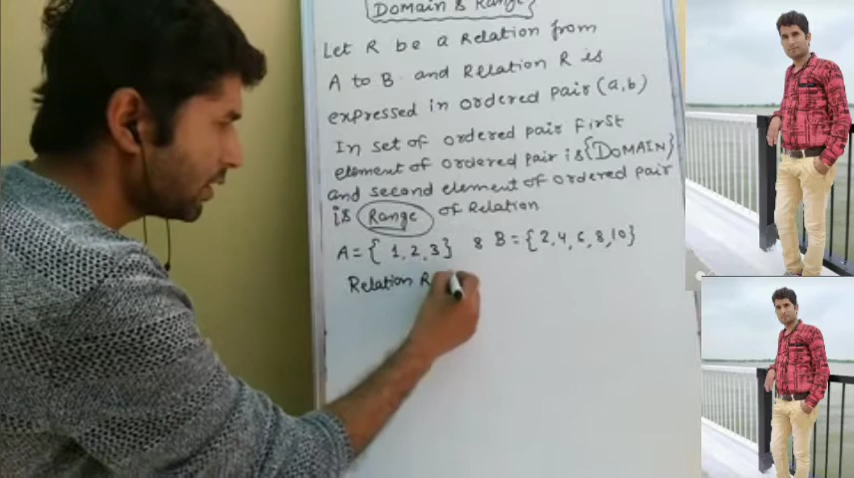 Domain & Range
Let R be a Relation from
A to B and Relation R is
expressed in ordered pair (a,b)
In set of ordered pair First
element of ordered pair is {DOMAIN}
and second element of ordered pair
is Range of Relation
A = { 1,2,3} & B = {2,4,6,8,10}
Relation R